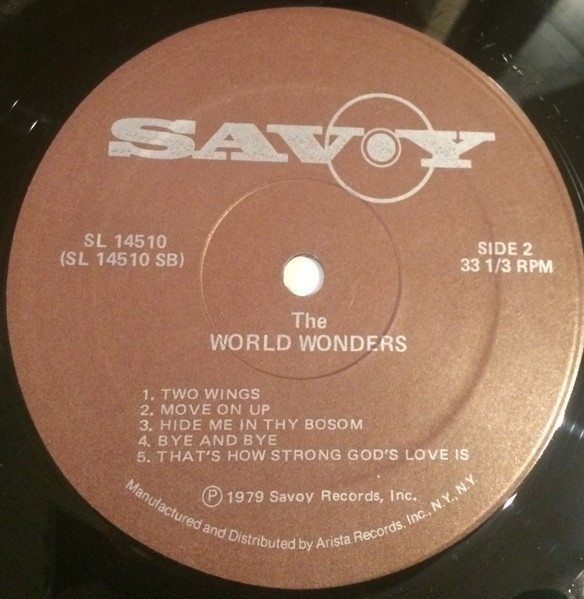 SAVOY
SL 14510
(SL 14510 SB)
SIDE 2
33 1/3 RPM
The
WORLD WONDERS
1. TWO WINGS
2. MOVE ON UP
3. HIDE ME IN THY BOSOM
4. BYE AND BYE
5. THAT'S HOW STRONG GOD'S LOVE IS
Ⓟ 1979 Savoy Records, Inc.
Manufactured and Distributed by Arista Records, Inc., N.Y., N.Y.